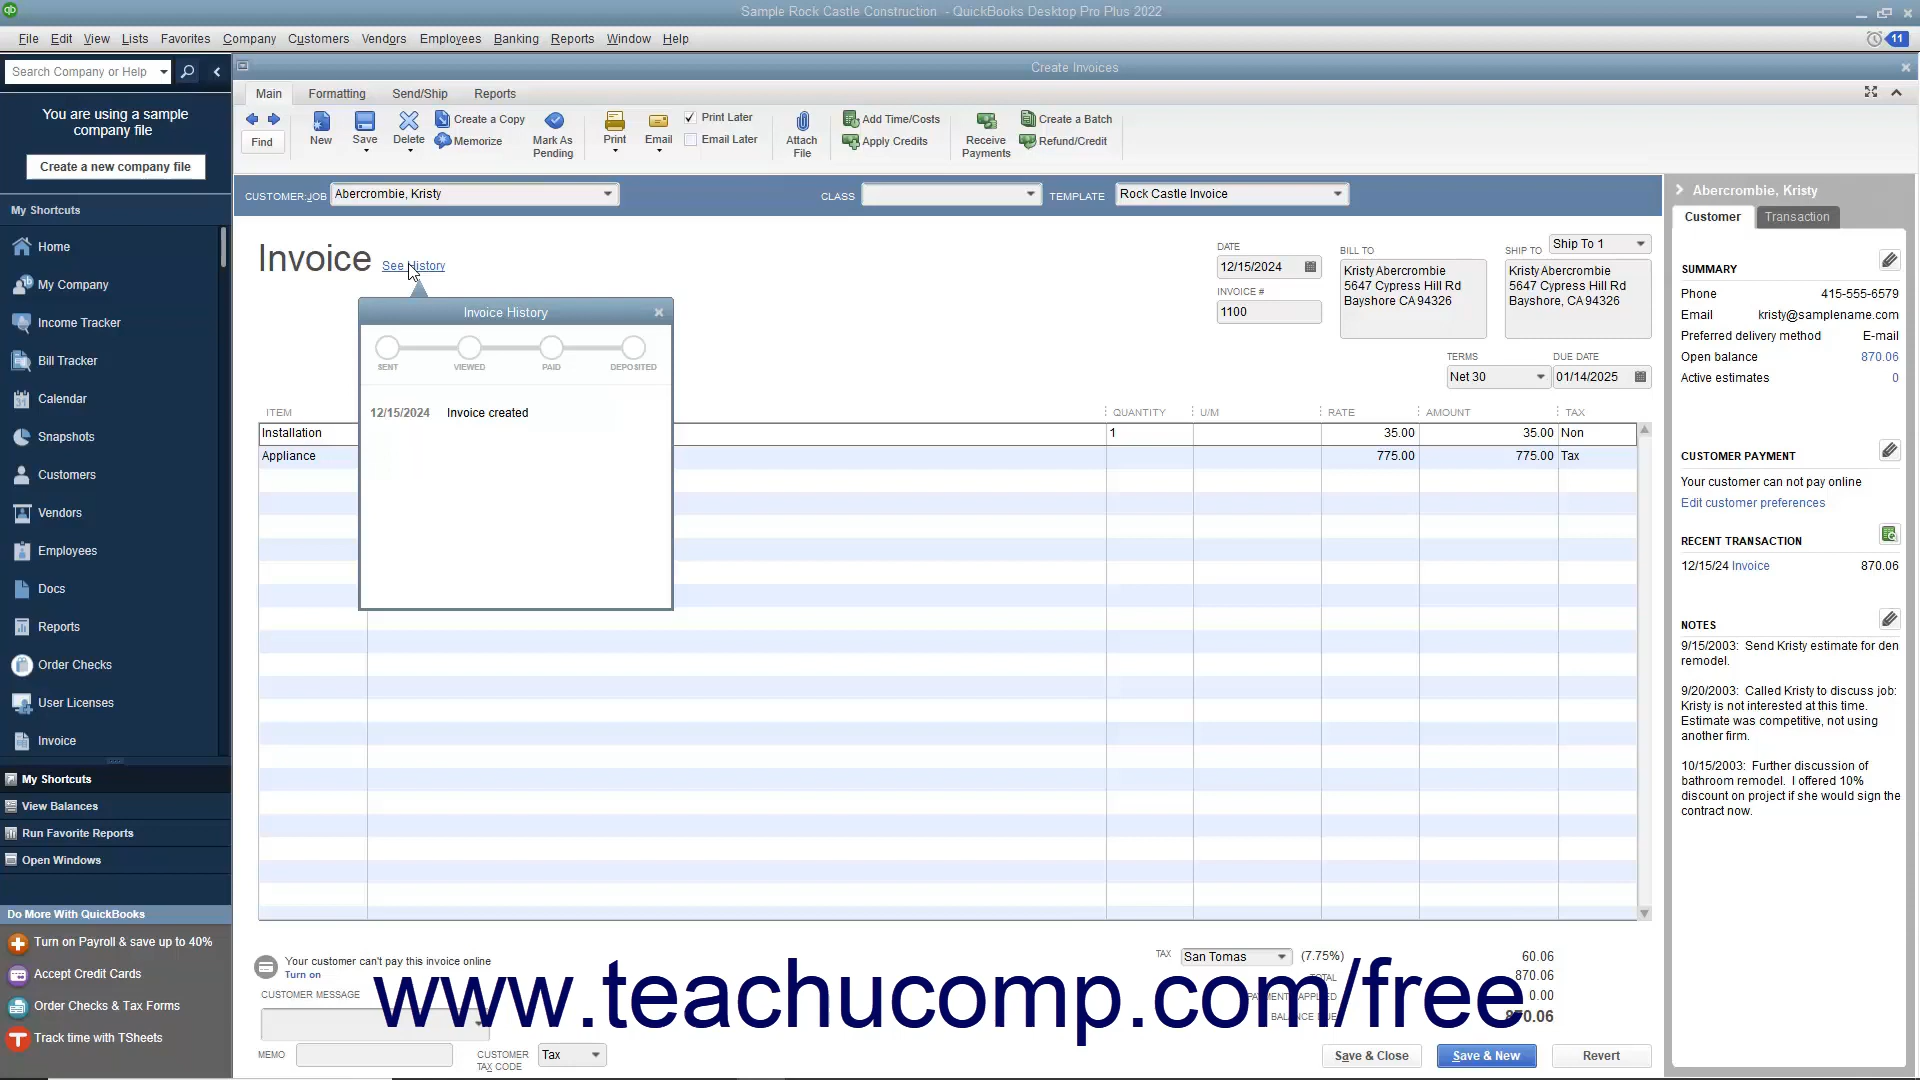 Sample Rock Castle Construction - QuickBooks Desktop Pro Plus 2022
File Edit View Lists Favorites Company Customers Vendors Employees Banking Reports Window Help
11
Search Company or Help
Create Invoices
You are using a sample
company file
Create a new company file
My Shortcuts
Home
My Company
Income Tracker
Bill Tracker
Calendar
Snapshots
Customers
Vendors
Employees
Docs
Reports
Order Checks
User Licenses
Invoice
My Shortcuts
View Balances
Run Favorite Reports
Open Windows
Do More With QuickBooks
Turn on Payroll & save up to 40%
Accept Credit Cards
Order Checks & Tax Forms
Track time with TSheets
Main Formatting Send/Ship Reports
Find
New
Save
Delete
Create a Copy
Memorize
Mark As
Pending
Print
Email
Print Later
Email Later
Attach
File
Add Time/Costs
Apply Credits
Receive
Payments
Create a Batch
Refund/Credit
CUSTOMER:JOB Abercrombie, Kristy CLASS TEMPLATE Rock Castle Invoice
Invoice See History
DATE
12/15/2024
INVOICE #
1100
BILL TO
Kristy Abercrombie
5647 Cypress Hill Rd
Bayshore CA 94326
SHIP TO Ship To 1
Kristy Abercrombie
5647 Cypress Hill Rd
Bayshore, CA 94326
TERMS
Net 30
DUE DATE
01/14/2025
Invoice History
SENT VIEWED PAID DEPOSITED
12/15/2024 Invoice created
ITEM QUANTITY U/M RATE AMOUNT TAX
Installation 1 35.00 35.00 Non
Appliance 775.00 775.00 Tax
Your customer can't pay this invoice online
Turn on
CUSTOMER MESSAGE
MEMO
CUSTOMER
TAX CODE
Tax
TAX San Tomas (7.75%) 60.06
TOTAL 870.06
PAYMENTS APPLIED 0.00
BALANCE DUE 870.06
www.teachucomp.com/free
Save & Close Save & New Revert
Abercrombie, Kristy
Customer Transaction
SUMMARY
Phone 415-555-6579
Email kristy@samplename.com
Preferred delivery method E-mail
Open balance 870.06
Active estimates 0
CUSTOMER PAYMENT
Your customer can not pay online
Edit customer preferences
RECENT TRANSACTION
12/15/24 Invoice 870.06
NOTES
9/15/2003: Send Kristy estimate for den
remodel.
9/20/2003: Called Kristy to discuss job:
Kristy is not interested at this time.
Estimate was competitive, not using
another firm.
10/15/2003: Further discussion of
bathroom remodel. I offered 10%
discount on project if she would sign the
contract now.